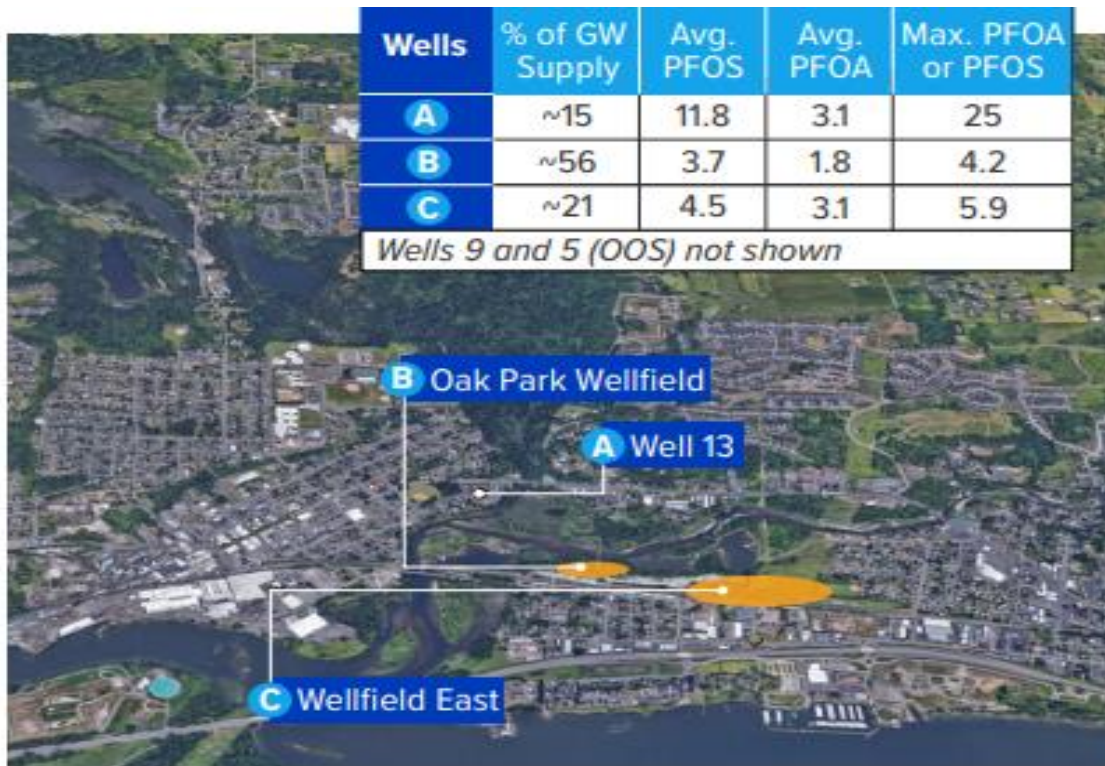 Wells % of GW Supply Avg. PFOS Avg. PFOA Max. PFOA or PFOS
A ~15 11.8 3.1 25
B ~56 3.7 1.8 4.2
C ~21 4.5 3.1 5.9
Wells 9 and 5 (OOS) not shown
B Oak Park Wellfield
A Well 13
C Wellfield East